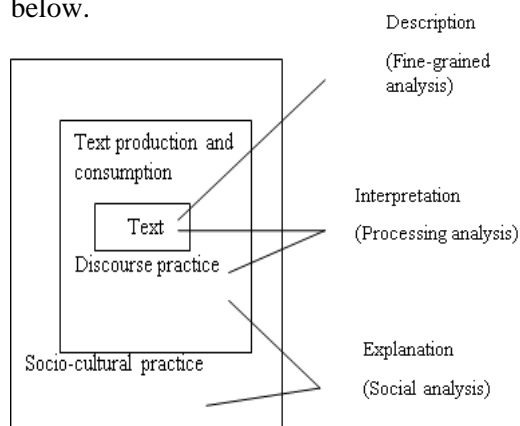 below.
Description
(Fine-grained
analysis)
Text production and
consumption
Text
Discourse practice
Interpretation
(Processing analysis)
Socio-cultural practice
Explanation
(Social analysis)